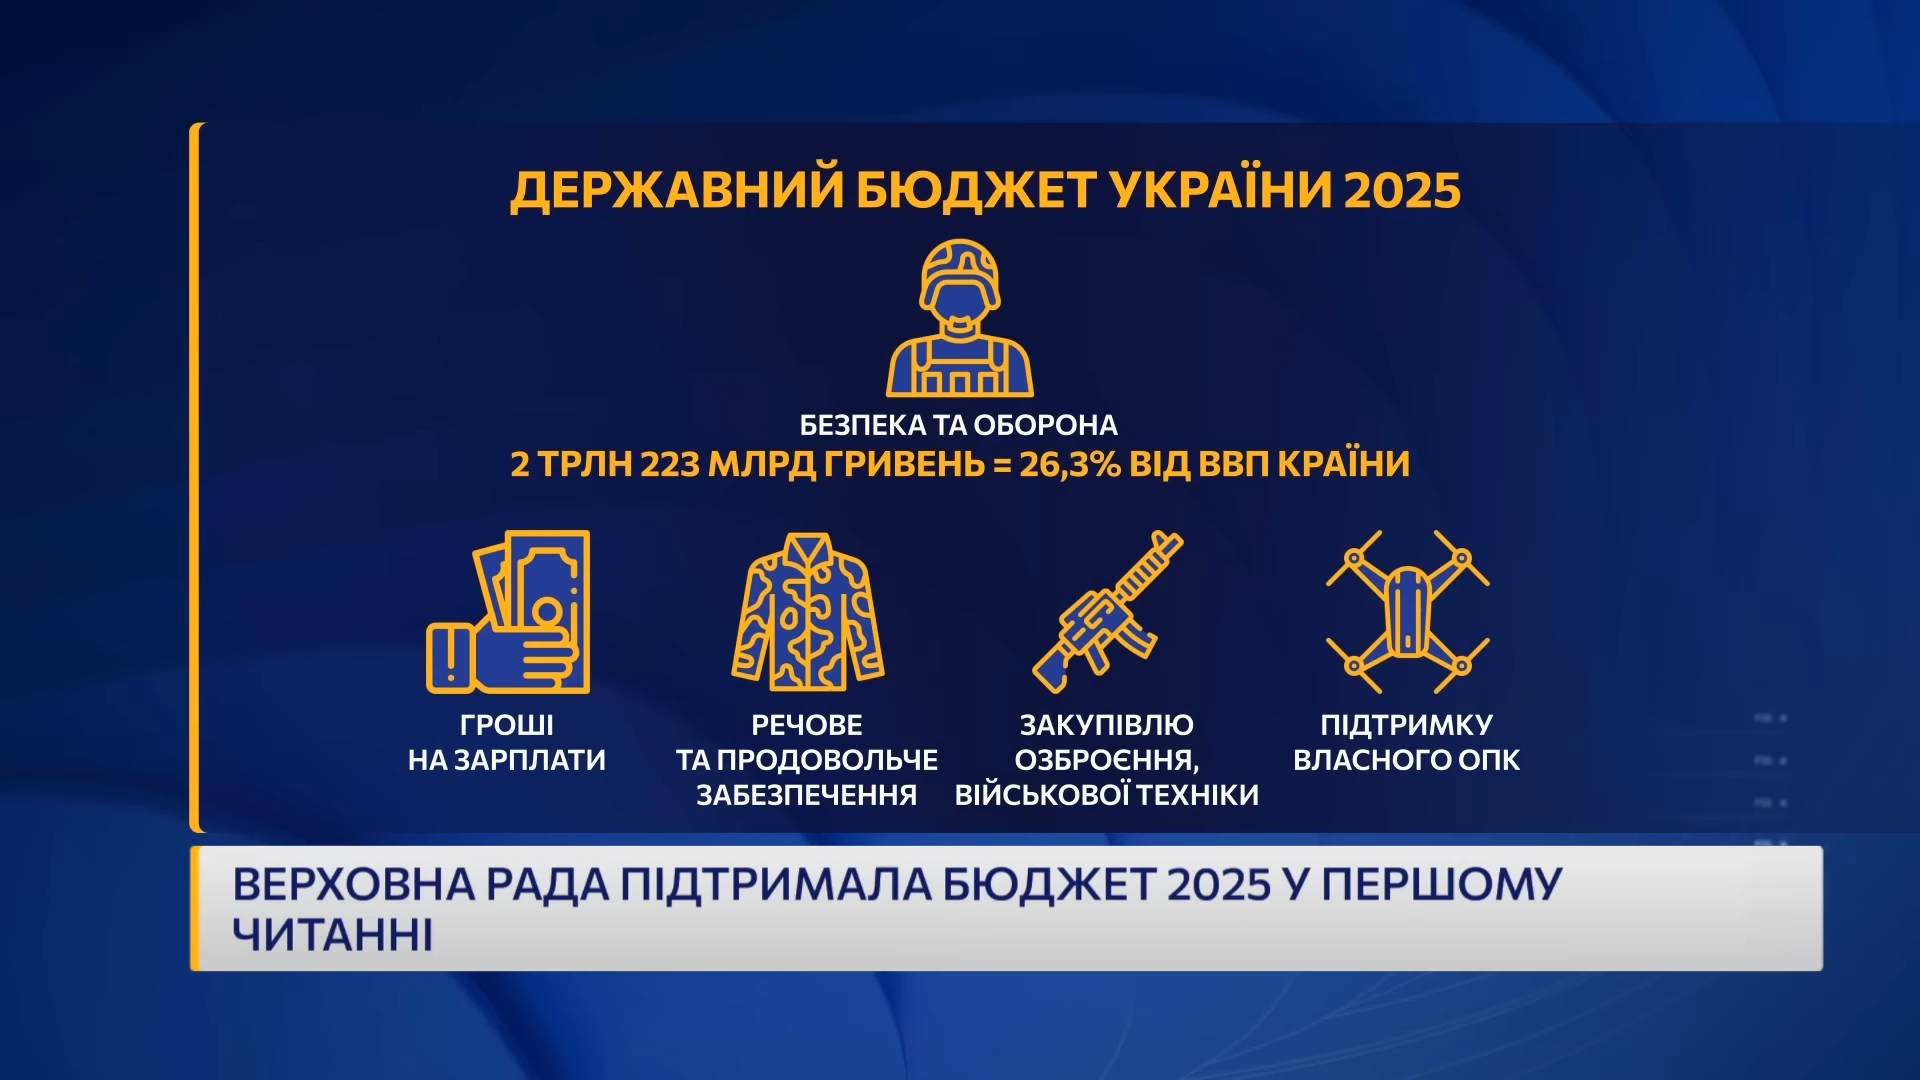 ДЕРЖАВНИЙ БЮДЖЕТ УКРАЇНИ 2025
БЕЗПЕКА ТА ОБОРОНА
2 ТРЛН 223 МЛРД ГРИВЕНЬ = 26,3% ВІД ВВП КРАЇНИ
ГРОШІ
НА ЗАРПЛАТИ
РЕЧОВЕ
ТА ПРОДОВОЛЬЧЕ
ЗАБЕЗПЕЧЕННЯ
ЗАКУПІВЛЮ
ОЗБРОЄННЯ,
ВІЙСЬКОВОЇ ТЕХНІКИ
ПІДТРИМКУ
ВЛАСНОГО ОПК
ВЕРХОВНА РАДА ПІДТРИМАЛА БЮДЖЕТ 2025 У ПЕРШОМУ
ЧИТАННІ